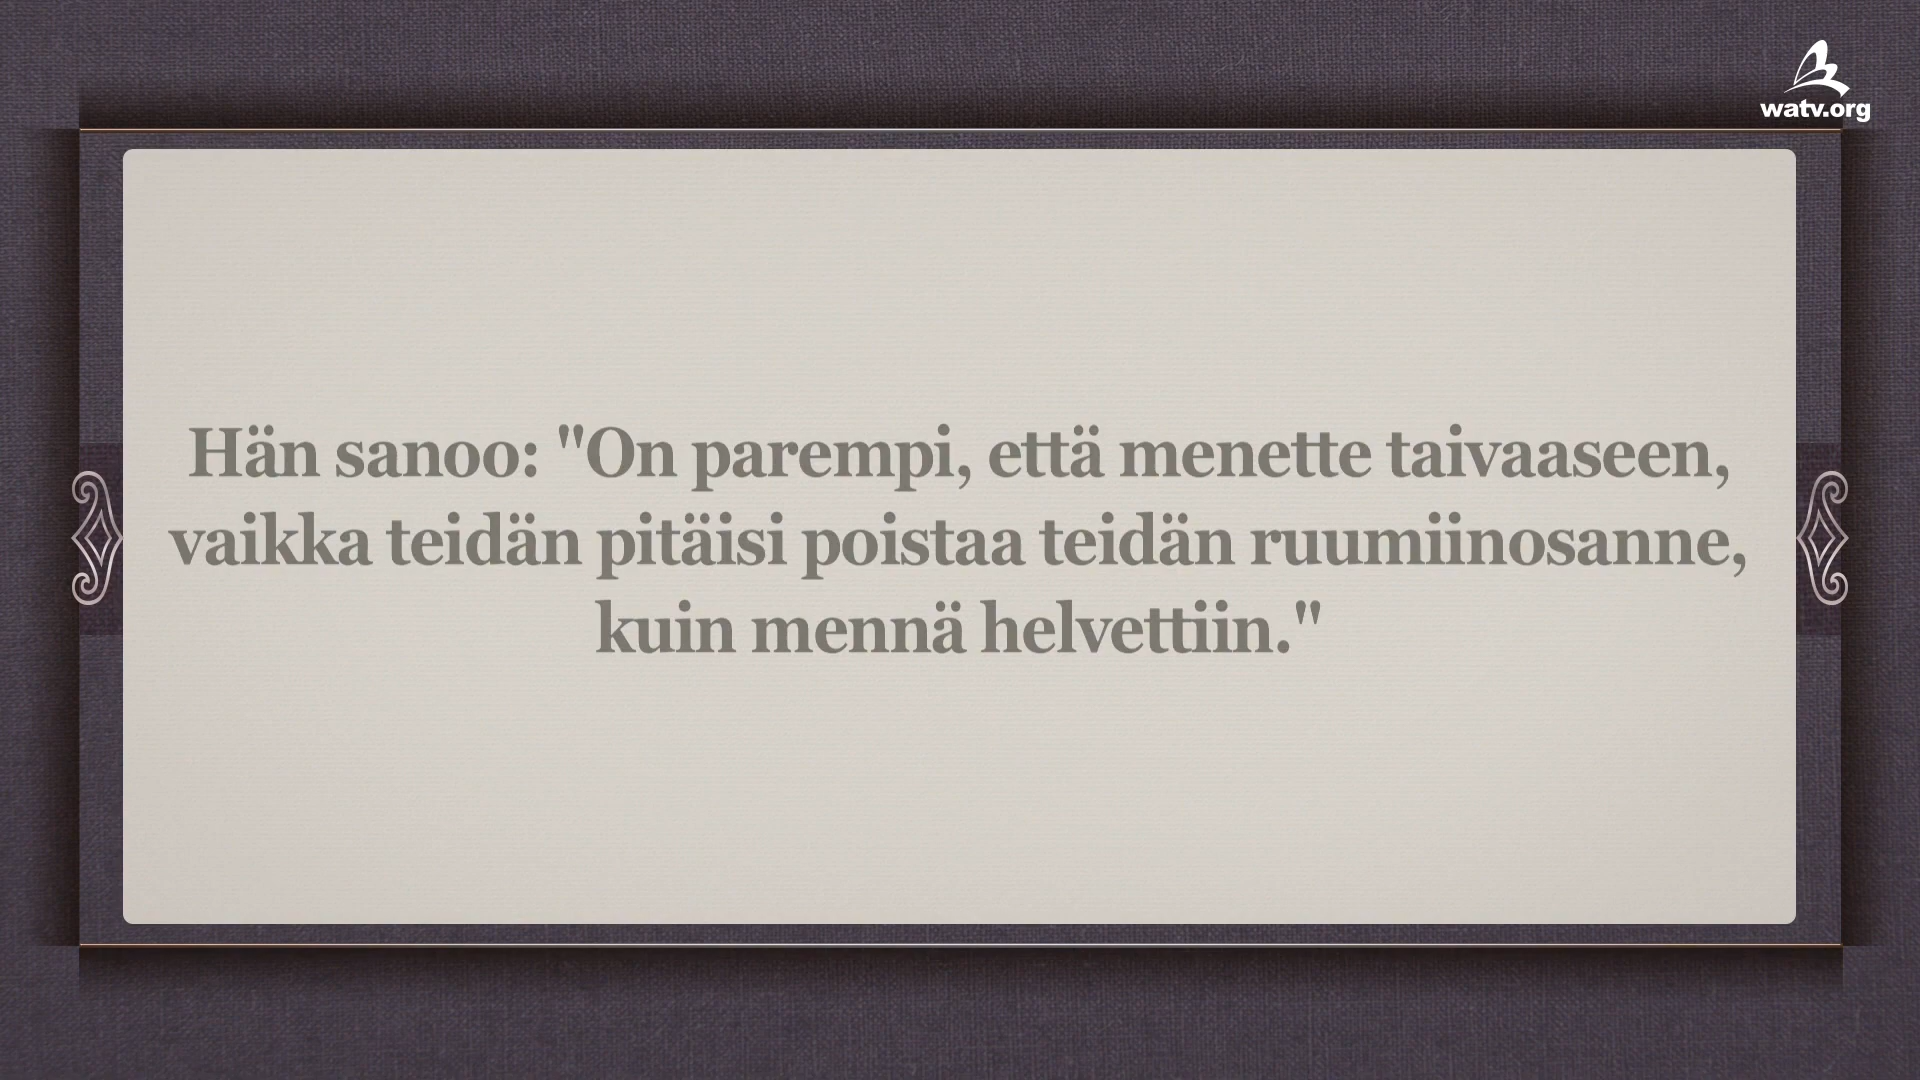 watv.org
Hän sanoo: "On parempi, että menette taivaaseen,
vaikka teidän pitäisi poistaa teidän ruumiinosanne,
kuin mennä helvettiin."